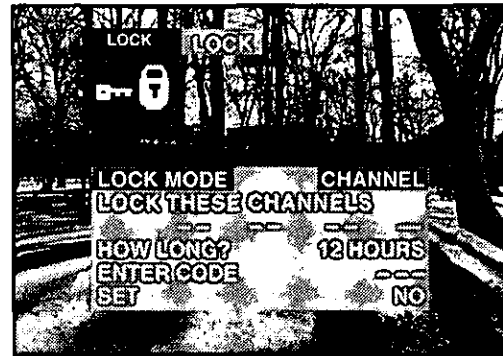 LOCK LOCK
LOCK MODE CHANNEL
LOCK THESE CHANNELS
-- -- -- --
HOW LONG? 12 HOURS
ENTER CODE ---
SET NO